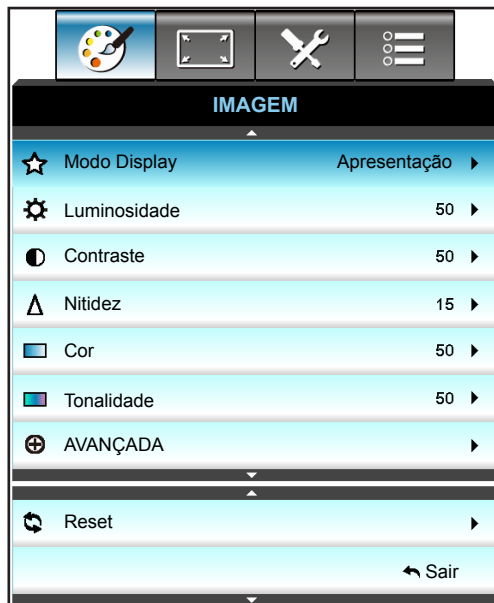 IMAGEM
Modo Display Apresentação
Luminosidade 50
Contraste 50
Nitidez 15
Cor 50
Tonalidade 50
AVANÇADA
Reset
Sair